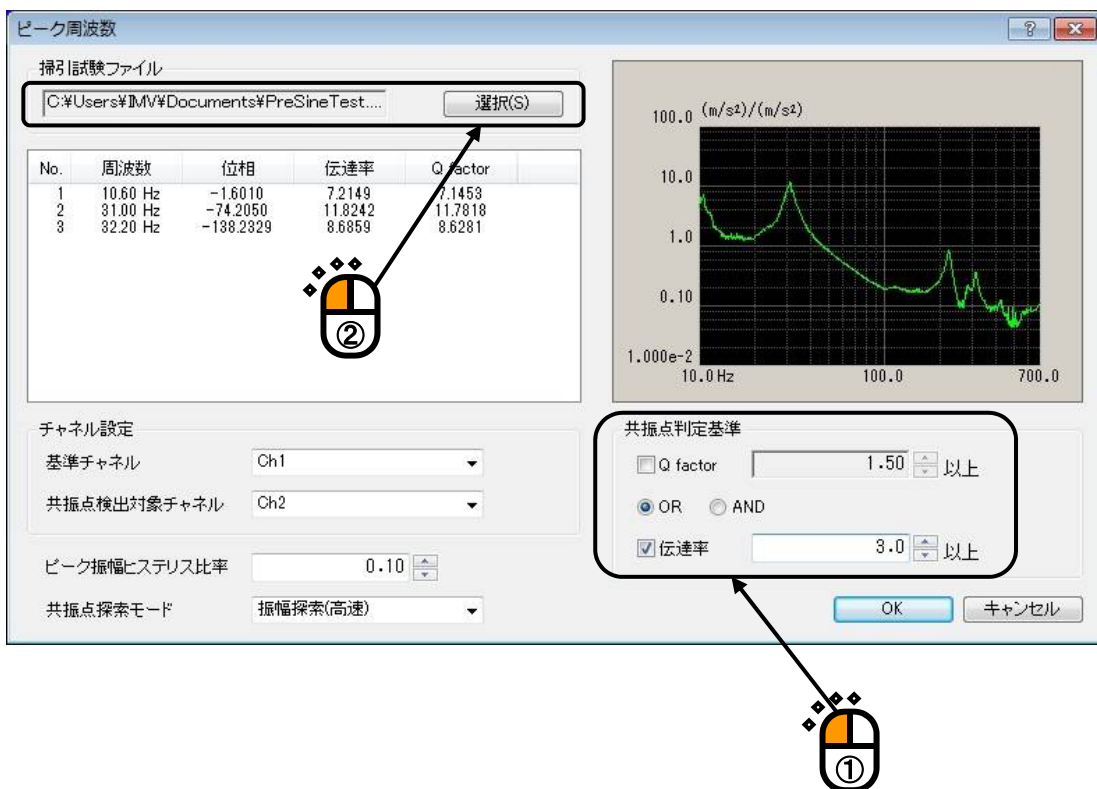 ピーク周波数
掃引試験ファイル
C:¥Users¥IMV¥Documents¥PreSineTest.... 選択(S)
No. 周波数 位相 伝達率 Q factor
1 10.60 Hz -1.6010 7.2149 7.1453
2 31.00 Hz -74.2050 11.8242 11.7818
3 32.20 Hz -138.2329 8.6859 8.6281
②
100.0 (m/s2)/(m/s2)
10.0
1.0
0.10
1.000e-2
10.0Hz 100.0 700.0
チャネル設定
基準チャネル Ch1
共振点検出対象チャネル Ch2
ピーク振幅ヒステリス比率 0.10
共振点探索モード 振幅探索(高速)
共振点判定基準
Q factor 1.50 以上
OR AND
伝達率 3.0 以上
OK キャンセル
①